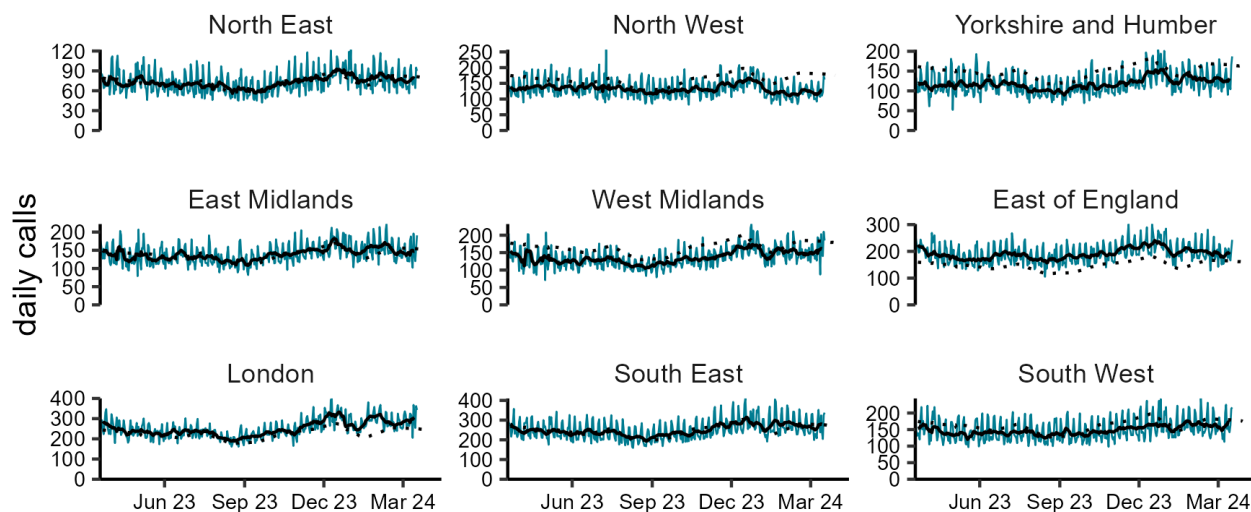 North East North West Yorkshire and Humber
120 250 200
90 200 150
60 150 100
30 100 50
0 50 0
0
daily calls
East Midlands West Midlands East of England
200 200 300
150 150 200
100 100 100
50 50 0
0 0
London South East South West
400 400 200
300 300 150
200 200 100
100 100 50
0 0 0
Jun 23 Sep 23 Dec 23 Mar 24 Jun 23 Sep 23 Dec 23 Mar 24 Jun 23 Sep 23 Dec 23 Mar 24